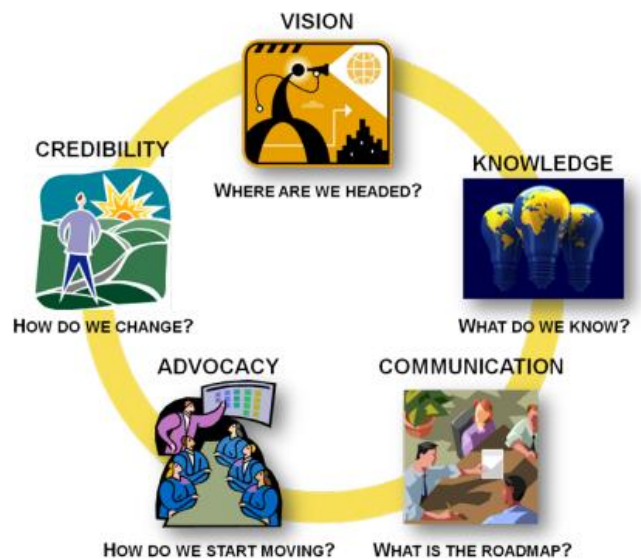 VISION
WHERE ARE WE HEADED?
KNOWLEDGE
WHAT DO WE KNOW?
COMMUNICATION
WHAT IS THE ROADMAP?
ADVOCACY
HOW DO WE START MOVING?
CREDIBILITY
HOW DO WE CHANGE?